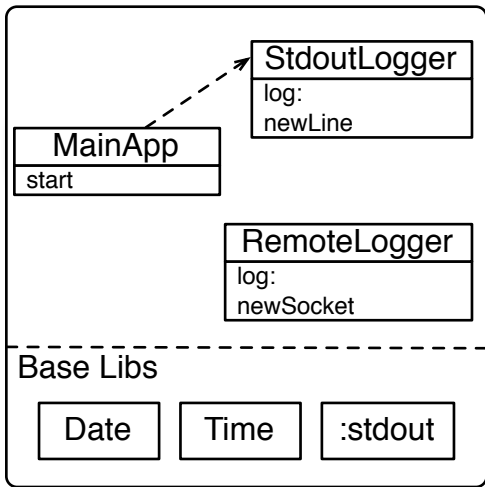 StdoutLogger
log:
newLine
MainApp
start
RemoteLogger
log:
newSocket
Base Libs
Date
Time
:stdout